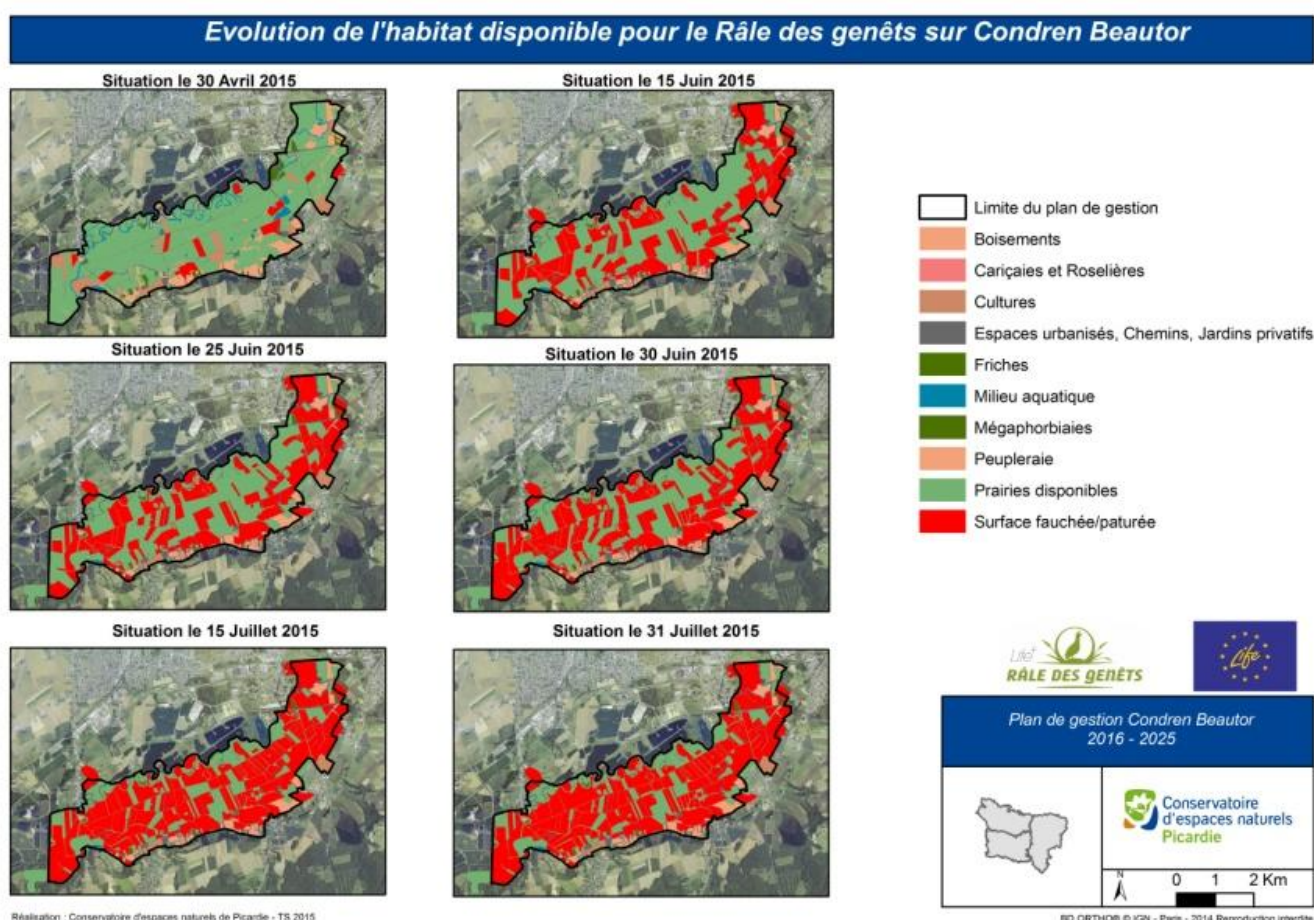 Evolution de l'habitat disponible pour le Râle des genêts sur Condren Beautor
Situation le 30 Avril 2015
Situation le 15 Juin 2015
Situation le 25 Juin 2015
Situation le 30 Juin 2015
Situation le 15 Juillet 2015
Situation le 31 Juillet 2015
Limite du plan de gestion
Boisements
Cariçaies et Roselières
Cultures
Espaces urbanisés, Chemins, Jardins privatifs
Friches
Milieu aquatique
Mégaphorbiaies
Peupleraie
Prairies disponibles
Surface fauchée/paturée
Life+
RÂLE DES GENÊTS
Life
Plan de gestion Condren Beautor
2016 - 2025
Conservatoire
d'espaces naturels
Picardie
N
0 1 2 Km
Réalisation : Conservatoire d'espaces naturels de Picardie - TS 2015
BD ORTHO® © IGN - Paris - 2014 Reproduction interdite